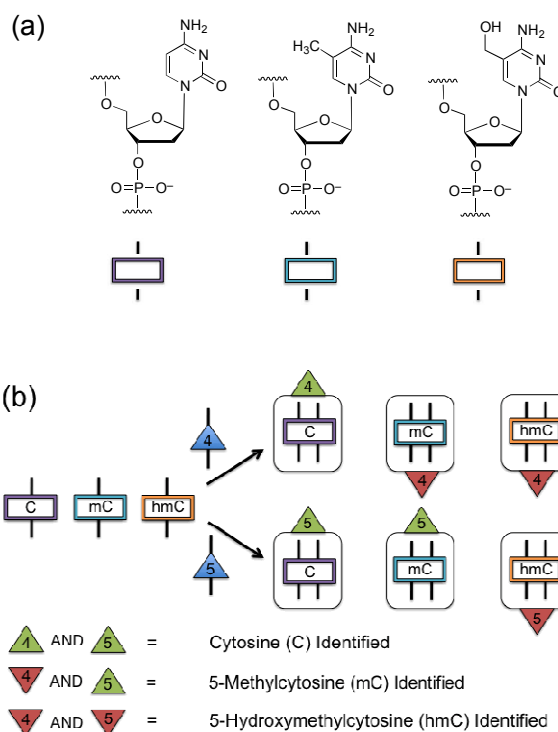 (a)
NH₂ NH₂ OH NH₂
H₃C
N N N
N O N O N O
O O O
O O O
O O O
O=P-O⁻ O=P-O⁻ O=P-O⁻
(b)
4 4
C mC hmC
4 4
C mC hmC
5 5
5 C mC hmC
5
4 AND 5 = Cytosine (C) Identified
4 AND 5 = 5-Methylcytosine (mC) Identified
4 AND 5 = 5-Hydroxymethylcytosine (hmC) Identified